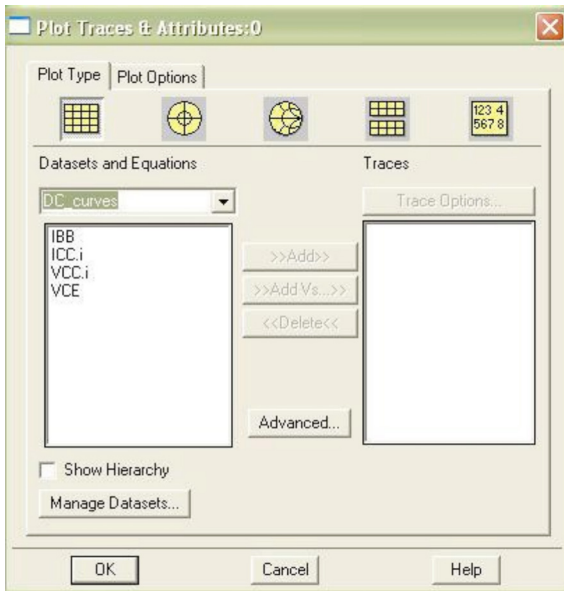 Plot Traces & Attributes:0
Plot Type
Plot Options
123 4
567 8
Datasets and Equations
Traces
DC_curves
Trace Options...
IBB
ICC.i
VCC.i
VCE
>>Add>>
>>Add Vs...>>
<<Delete<<
Advanced...
Show Hierarchy
Manage Datasets...
OK
Cancel
Help